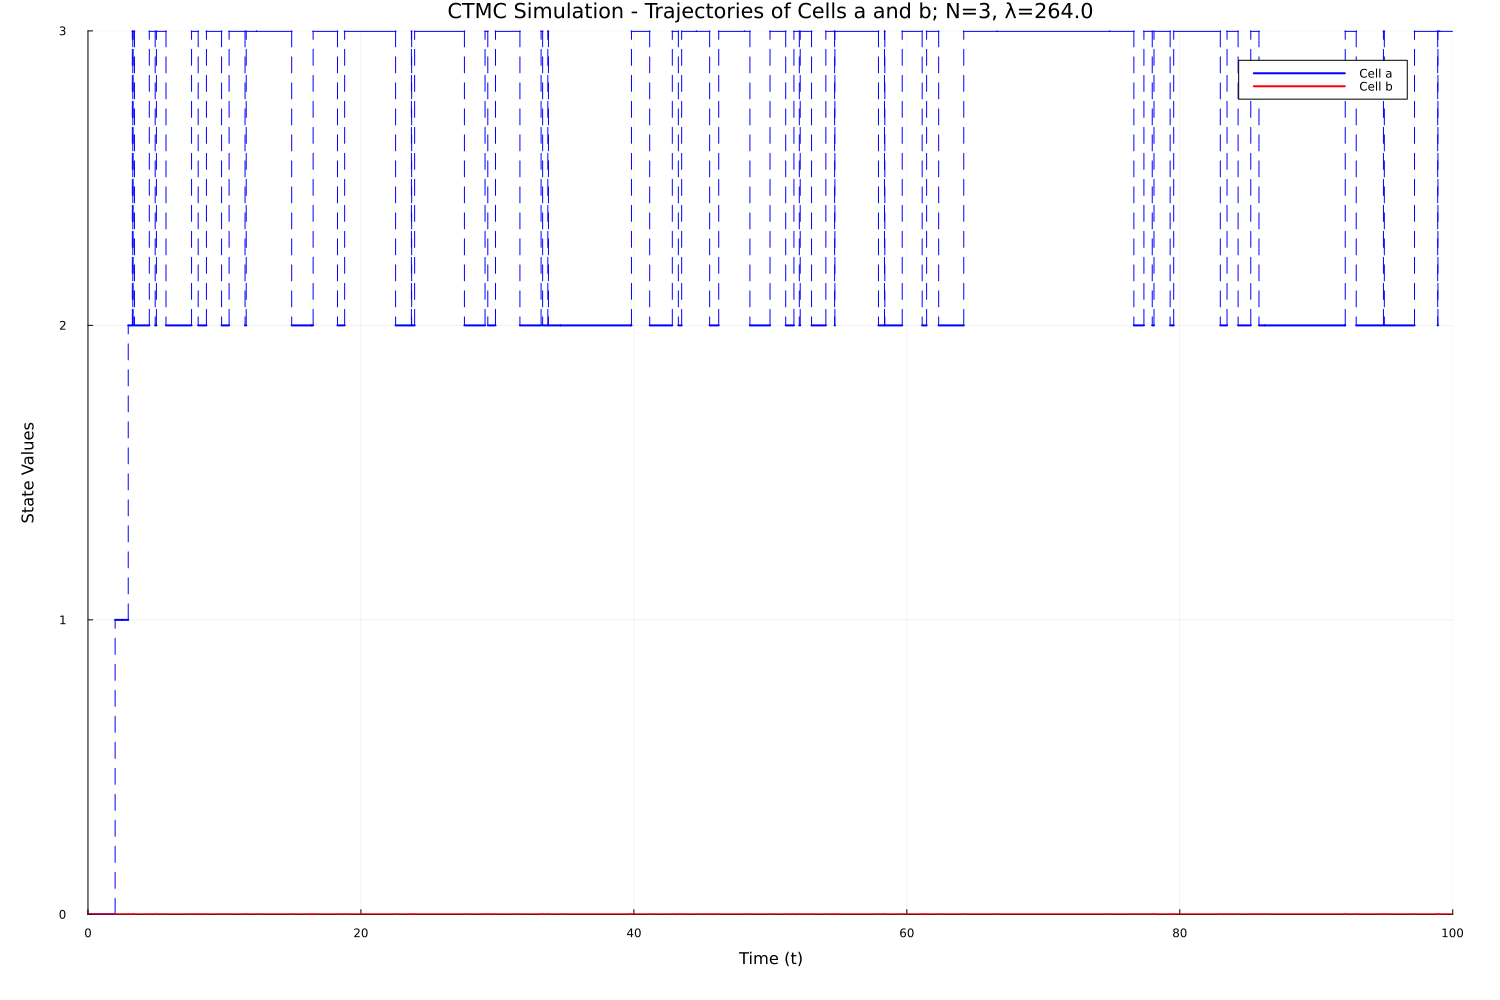 CTMC Simulation - Trajectories of Cells a and b; N=3, λ=264.0
3
Cell a
Cell b
2
State Values
1
0
0 20 40 60 80 100
Time (t)